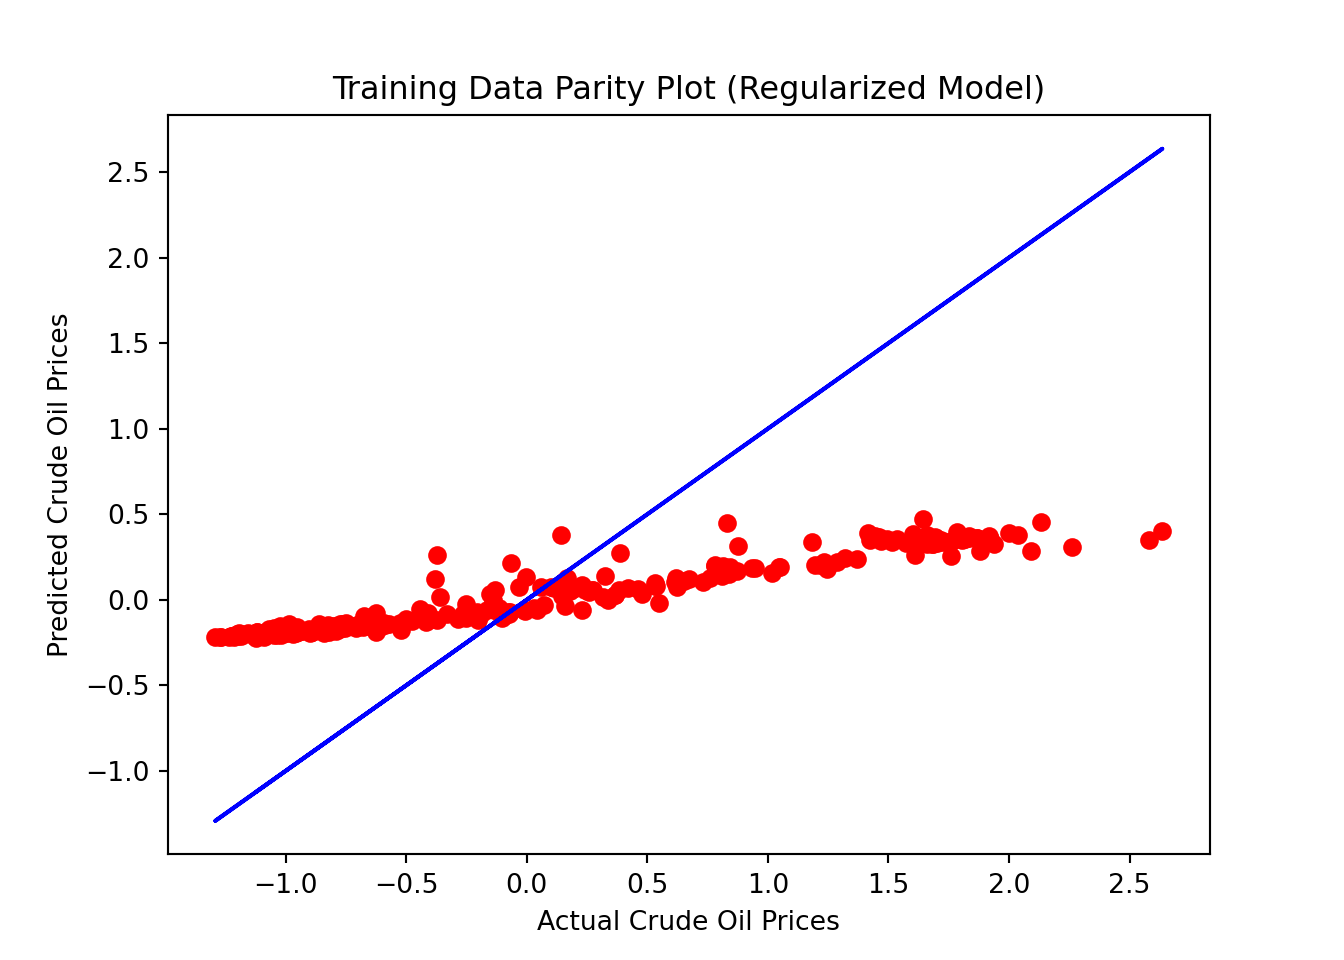 Training Data Parity Plot (Regularized Model)
2.5
2.0
1.5
1.0
0.5
0.0
−0.5
−1.0
Predicted Crude Oil Prices
−1.0 −0.5 0.0 0.5 1.0 1.5 2.0 2.5
Actual Crude Oil Prices